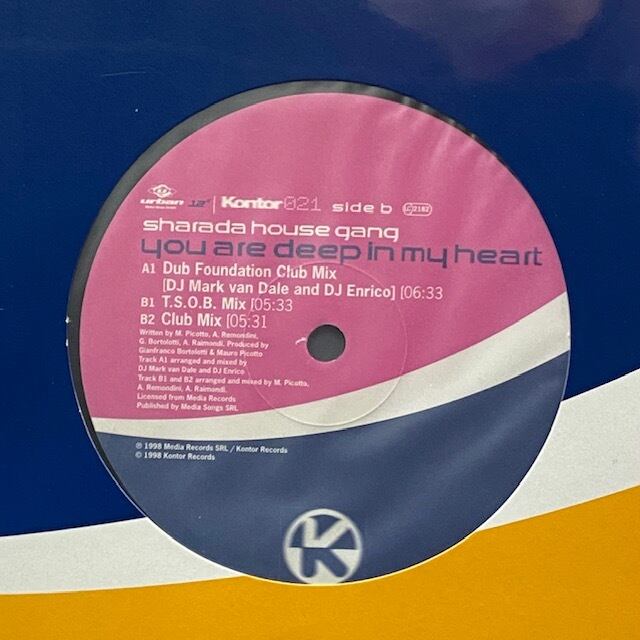 urban 12" Kontor021 side b LC 2182
sharada house gang
you are deep in my heart
A1 Dub Foundation Club Mix
[DJ Mark van Dale and DJ Enrico] [06:33
B1 T.S.O.B. Mix [05:33
B2 Club Mix [05:31
Written by M. Picotto, A. Remondini,
G. Bortolotti, A. Raimondi. Produced by
Gianfranco Bortolotti & Mauro Picotto
Track A1 arranged and mixed by
DJ Mark van Dale and DJ Enrico
Track B1 and B2 arranged and mixed by M. Picotto,
A. Remondini, A. Raimondi.
Licensed from Media Records
Published by Media Songs SRL
℗ 1998 Media Records SRL / Kontor Records
© 1998 Kontor Records
K